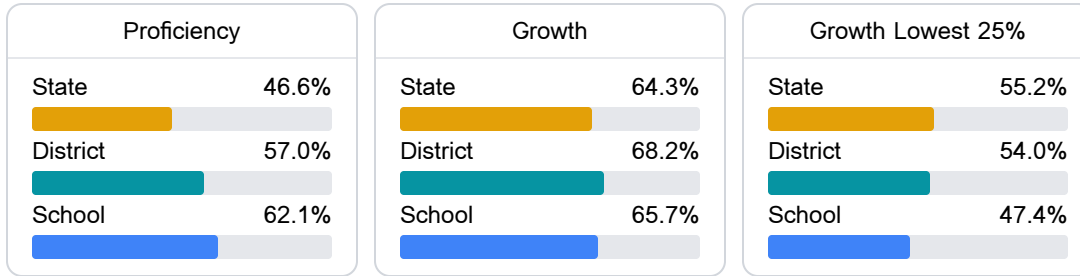 Proficiency
State 46.6%
District 57.0%
School 62.1%
Growth
State 64.3%
District 68.2%
School 65.7%
Growth Lowest 25%
State 55.2%
District 54.0%
School 47.4%